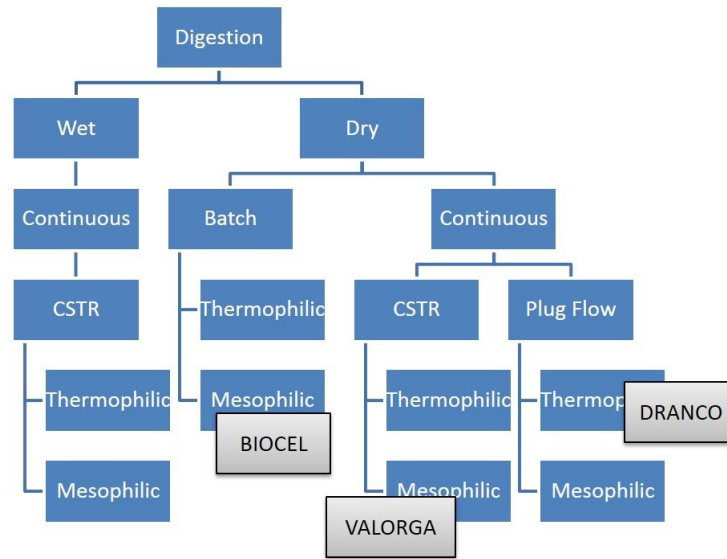 Digestion
Wet
Dry
Continuous
Batch
Continuous
CSTR
Thermophilic
CSTR
Plug Flow
Thermophilic
Mesophilic
BIOCEL
Thermophilic
Thermop
DRANCO
Mesophilic
Mesophilic
VALORGA
Mesophilic